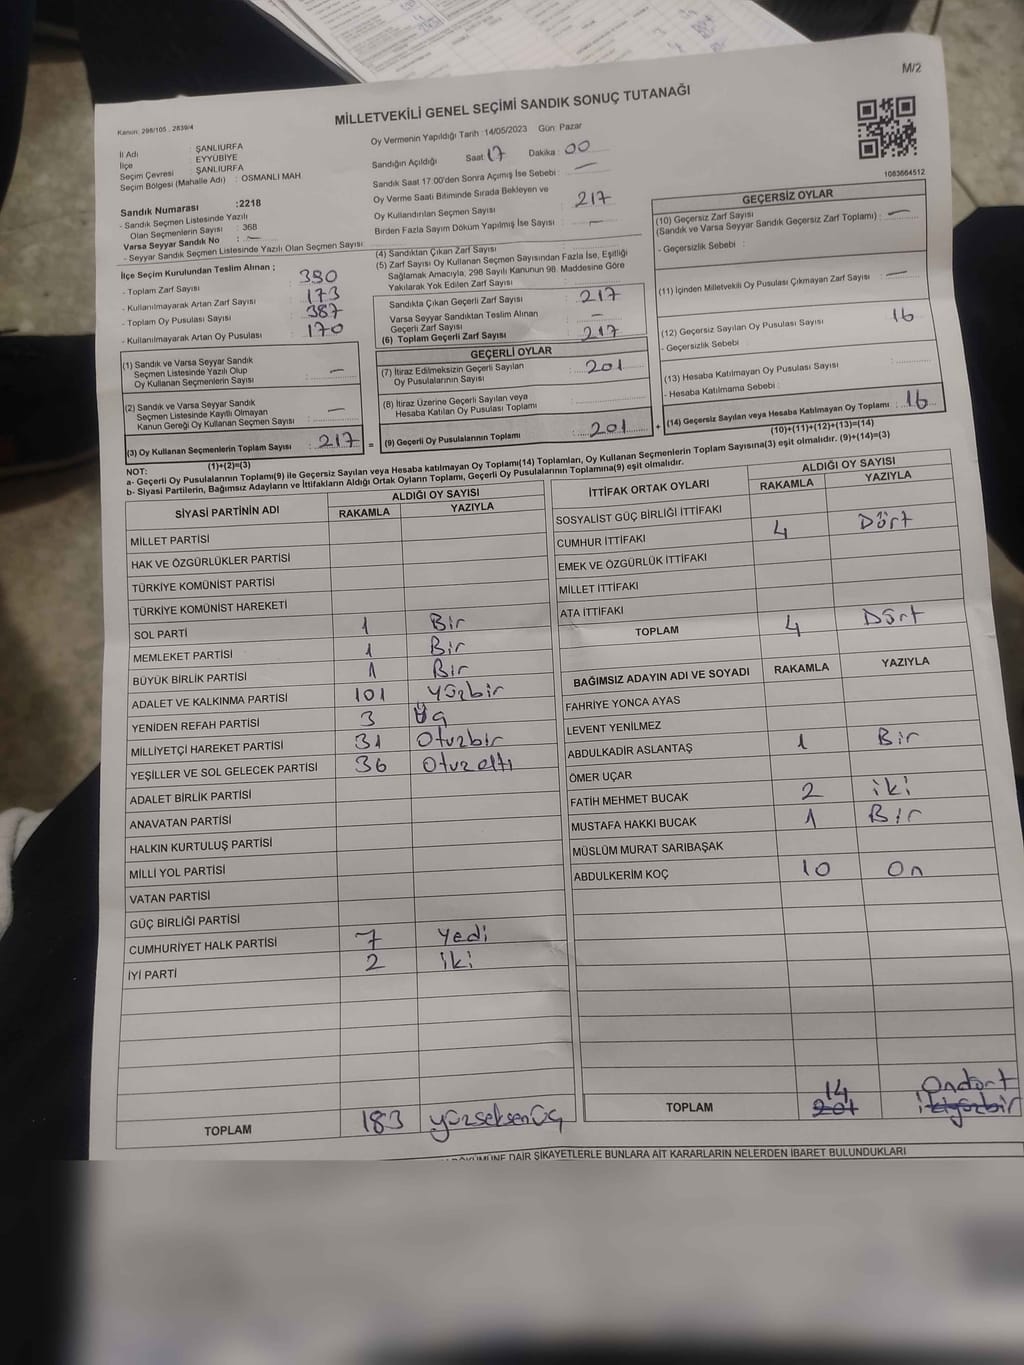 M/2
MİLLETVEKİLİ GENEL SEÇİMİ SANDIK SONUÇ TUTANAĞI
Kanun, 298/105 , 2839/4
İl Adı : ŞANLIURFA
İlçe : EYYÜBİYE
Seçim Çevresi : ŞANLIURFA
Seçim Bölgesi (Mahalle Adı) : OSMANLI MAH
Oy Vermenin Yapıldığı Tarih :14/05/2023 Gün: Pazar
Sandığın Açıldığı Saat 17 Dakika : 00
Sandık Saat 17:00'den Sonra Açımış İse Sebebi : —
Oy Verme Saati Bitiminde Sırada Bekleyen ve
Oy Kullandırılan Seçmen Sayısı 217
Birden Fazla Sayım Döküm Yapılmış İse Sayısı : —
1083664512
Sandık Numarası :2218
- Sandık Seçmen Listesinde Yazılı
Olan Seçmenlerin Sayısı : 368
Varsa Seyyar Sandık No : —
- Seyyar Sandık Seçmen Listesinde Yazılı Olan Seçmen Sayısı:
İlçe Seçim Kurulundan Teslim Alınan ;
- Toplam Zarf Sayısı : 390
- Kullanılmayarak Artan Zarf Sayısı : 173
- Toplam Oy Pusulası Sayısı : 387
- Kullanılmayarak Artan Oy Pusulası : 170
(1) Sandık ve Varsa Seyyar Sandık
Seçmen Listesinde Yazılı Olup
Oy Kullanan Seçmenlerin Sayısı : —
(2) Sandık ve Varsa Seyyar Sandık
Seçmen Listesinde Kayıtlı Olmayan
Kanun Gereği Oy Kullanan Seçmen Sayısı : —
(3) Oy Kullanan Seçmenlerin Toplam Sayısı : 217 =
(1)+(2)=(3)
(4) Sandıktan Çıkan Zarf Sayısı
(5) Zarf Sayısı Oy Kullanan Seçmen Sayısından Fazla İse, Eşitliği
Sağlamak Amacıyla, 298 Sayılı Kanunun 98. Maddesine Göre
Yakılarak Yok Edilen Zarf Sayısı :
Sandıkta Çıkan Geçerli Zarf Sayısı : 217
Varsa Seyyar Sandıktan Teslim Alınan
Geçerli Zarf Sayısı : —
(6) Toplam Geçerli Zarf Sayısı : 217
GEÇERLİ OYLAR
(7) İtiraz Edilmeksizin Geçerli Sayılan
Oy Pusulalarının Sayısı : 201
(8) İtiraz Üzerine Geçerli Sayılan veya
Hesaba Katılan Oy Pusulası Toplamı :
(9) Geçerli Oy Pusulalarının Toplamı : 201 +
GEÇERSİZ OYLAR
(10) Geçersiz Zarf Sayısı
(Sandık ve Varsa Seyyar Sandık Geçersiz Zarf Toplamı) : —
- Geçersizlik Sebebi :
(11) İçinden Milletvekili Oy Pusulası Çıkmayan Zarf Sayısı : —
(12) Geçersiz Sayılan Oy Pusulası Sayısı 16
- Geçersizlik Sebebi :
(13) Hesaba Katılmayan Oy Pusulası Sayısı :
- Hesaba Katılmama Sebebi :
(14) Geçersiz Sayılan veya Hesaba Katılmayan Oy Toplamı : 16
(10)+(11)+(12)+(13)=(14)
NOT:
a- Geçerli Oy Pusulalarının Toplamı(9) ile Geçersiz Sayılan veya Hesaba katılmayan Oy Toplamı(14) Toplamları, Oy Kullanan Seçmenlerin Toplam Sayısına(3) eşit olmalıdır. (9)+(14)=(3)
b- Siyasi Partilerin, Bağımsız Adayların ve İttifakların Aldığı Ortak Oyların Toplamı, Geçerli Oy Pusulalarının Toplamına(9) eşit olmalıdır.
SİYASİ PARTİNİN ADI ALDIĞI OY SAYISI
RAKAMLA YAZIYLA
MİLLET PARTİSİ
HAK VE ÖZGÜRLÜKLER PARTİSİ
TÜRKİYE KOMÜNİST PARTİSİ
TÜRKİYE KOMÜNİST HAREKETİ
SOL PARTİ 1 Bir
MEMLEKET PARTİSİ 1 Bir
BÜYÜK BİRLİK PARTİSİ 1 Bir
ADALET VE KALKINMA PARTİSİ 101 yüzbir
YENİDEN REFAH PARTİSİ 3 Üç
MİLLİYETÇİ HAREKET PARTİSİ 31 Otuzbir
YEŞİLLER VE SOL GELECEK PARTİSİ 36 Otuzaltı
ADALET BİRLİK PARTİSİ
ANAVATAN PARTİSİ
HALKIN KURTULUŞ PARTİSİ
MİLLİ YOL PARTİSİ
VATAN PARTİSİ
GÜÇ BİRLİĞİ PARTİSİ
CUMHURİYET HALK PARTİSİ 7 Yedi
İYİ PARTİ 2 iki
TOPLAM 183 yüzseksenüç
İTTİFAK ORTAK OYLARI ALDIĞI OY SAYISI
RAKAMLA YAZIYLA
SOSYALİST GÜÇ BİRLİĞİ İTTİFAKI
CUMHUR İTTİFAKI 4 Dört
EMEK VE ÖZGÜRLÜK İTTİFAKI
MİLLET İTTİFAKI
ATA İTTİFAKI
TOPLAM 4 Dört
BAĞIMSIZ ADAYIN ADI VE SOYADI RAKAMLA YAZIYLA
FAHRİYE YONCA AYAS
LEVENT YENİLMEZ
ABDULKADİR ASLANTAŞ 1 Bir
ÖMER UÇAR
FATİH MEHMET BUCAK 2 iki
MUSTAFA HAKKI BUCAK 1 Bir
MÜSLÜM MURAT SARIBAŞAK
ABDULKERİM KOÇ 10 On
14 Ondört
TOPLAM 201 ikiyüzbir
DÖKÜMÜNE DAİR ŞİKAYETLERLE BUNLARA AİT KARARLARIN NELERDEN İBARET BULUNDUKLARI